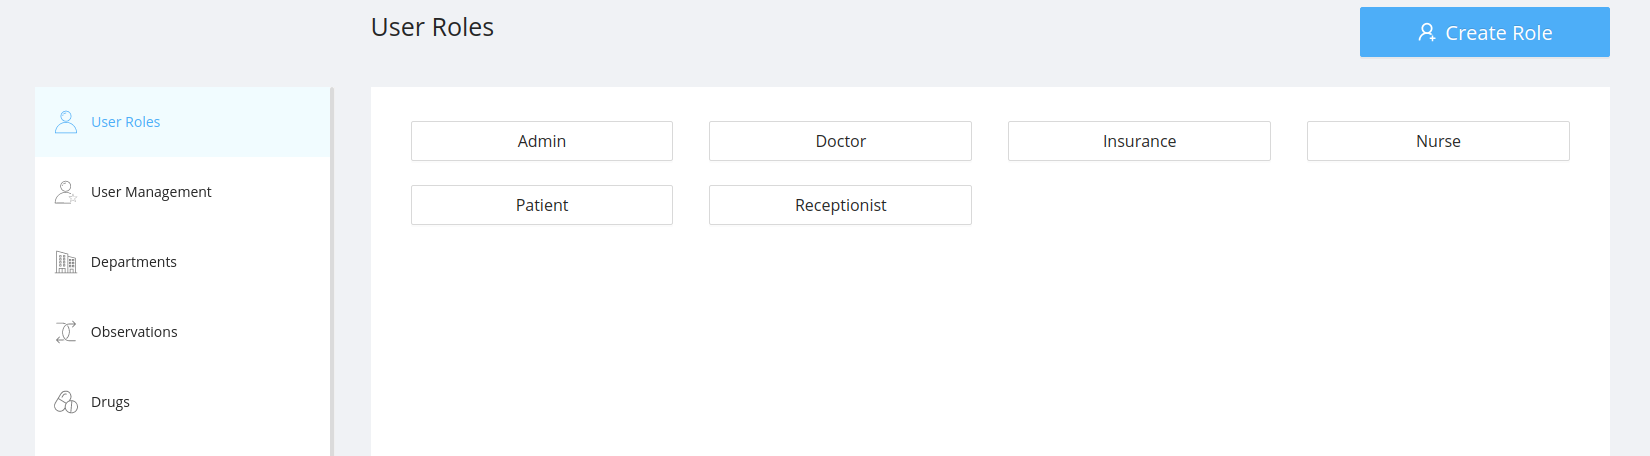 User Roles
Create Role
User Roles
User Management
Departments
Observations
Drugs
Admin
Doctor
Insurance
Nurse
Patient
Receptionist